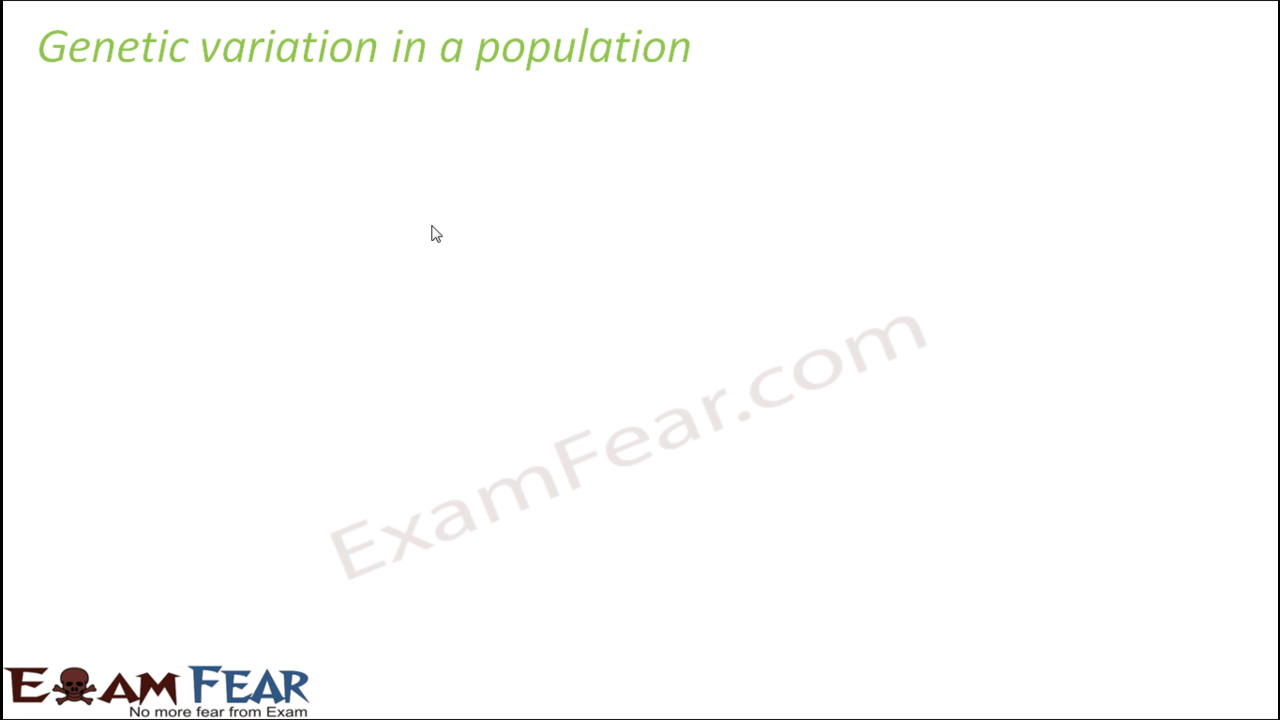 Genetic variation in a population
ExamFear.com
EXAM FEAR
No more fear from Exam